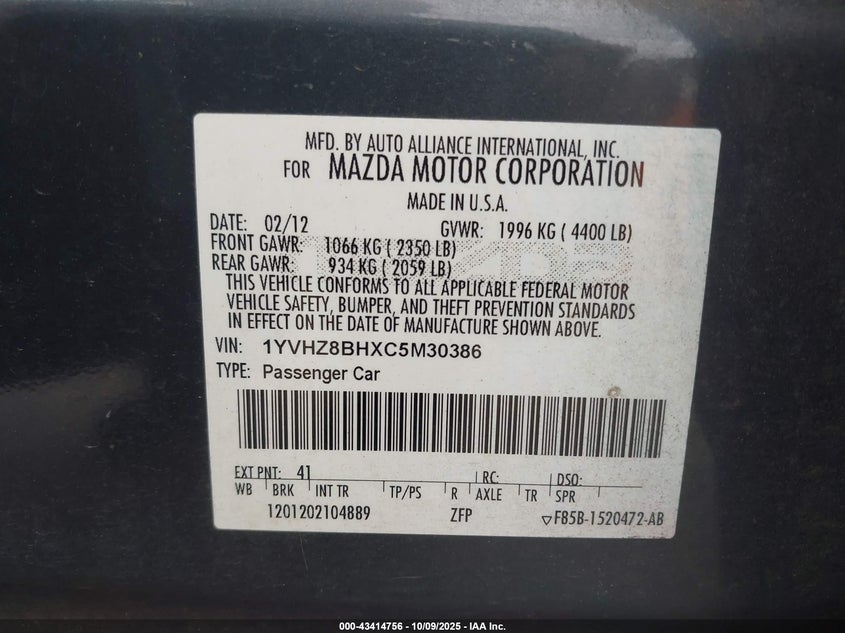 MFD. BY AUTO ALLIANCE INTERNATIONAL, INC.
FOR MAZDA MOTOR CORPORATION
MADE IN U.S.A.
DATE: 02/12 GVWR: 1996 KG ( 4400 LB)
FRONT GAWR: 1066 KG ( 2350 LB)
REAR GAWR: 934 KG ( 2059 LB)
THIS VEHICLE CONFORMS TO ALL APPLICABLE FEDERAL MOTOR
VEHICLE SAFETY, BUMPER, AND THEFT PREVENTION STANDARDS
IN EFFECT ON THE DATE OF MANUFACTURE SHOWN ABOVE.
VIN: 1YVHZ8BHXC5M30386
TYPE: Passenger Car
EXT PNT: 41 RC: DSO:
WB BRK INT TR TP/PS R AXLE TR SPR
1201202104889 ZFP F85B-1520472-AB
000-43414756 - 10/09/2025 - IAA Inc.